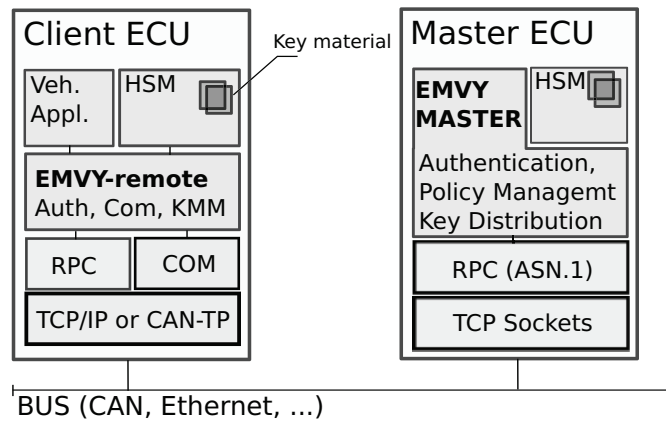 Client ECU
Key material
Master ECU
Veh.
Appl.
HSM
EMVY-remote
Auth, Com, KMM
RPC
COM
TCP/IP or CAN-TP
EMVY
MASTER
HSM
Authentication,
Policy Managemt
Key Distribution
RPC (ASN.1)
TCP Sockets
BUS (CAN, Ethernet, ...)